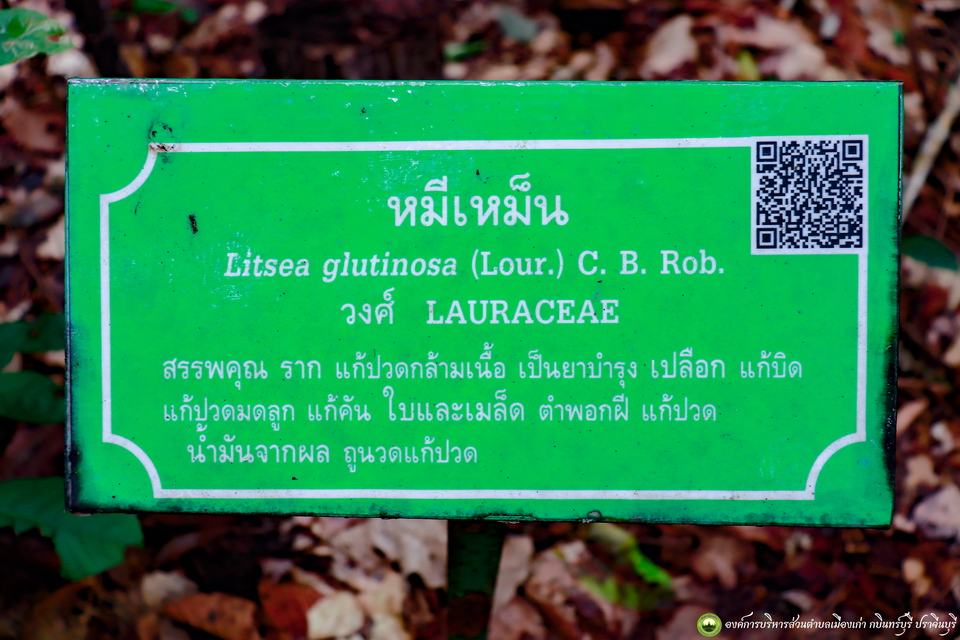 หมีเหม็น
Litsea glutinosa (Lour.) C. B. Rob.
วงศ์ LAURACEAE
สรรพคุณ ราก แก้ปวดกล้ามเนื้อ เป็นยาบำรุง เปลือก แก้บิด
แก้ปวดมดลูก แก้คัน ใบและเมล็ด ตำพอกฝี แก้ปวด
น้ำมันจากผล ถูนวดแก้ปวด
องค์การบริหารส่วนตำบลเมืองเก่า กบินทร์บุรี ปราจีนบุรี